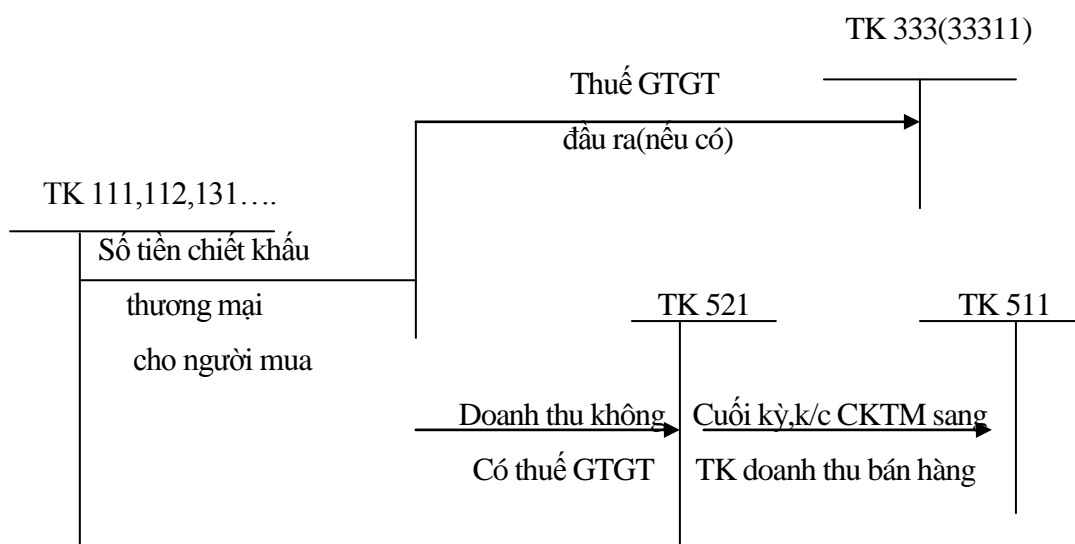 TK 333(33311)
Thuế GTGT
đầu ra(nếu có)
TK 111,112,131….
Số tiền chiết khấu
thương mại
cho người mua
TK 521
TK 511
Doanh thu không
Có thuế GTGT
Cuối kỳ,k/c CKTM sang
TK doanh thu bán hàng